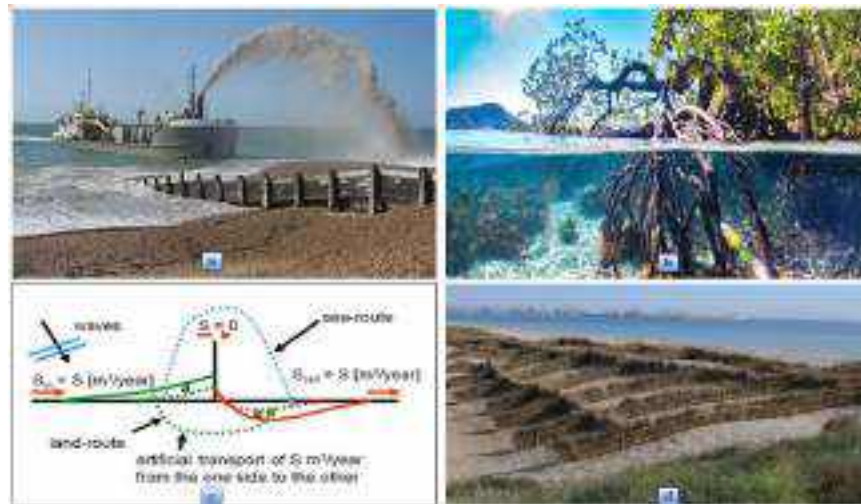 a
b
waves
S = 0
sea-route
= S [m³/year]
= S [m³/year]
land-route
artificial transport of S m³/year
from the one side to the other
d